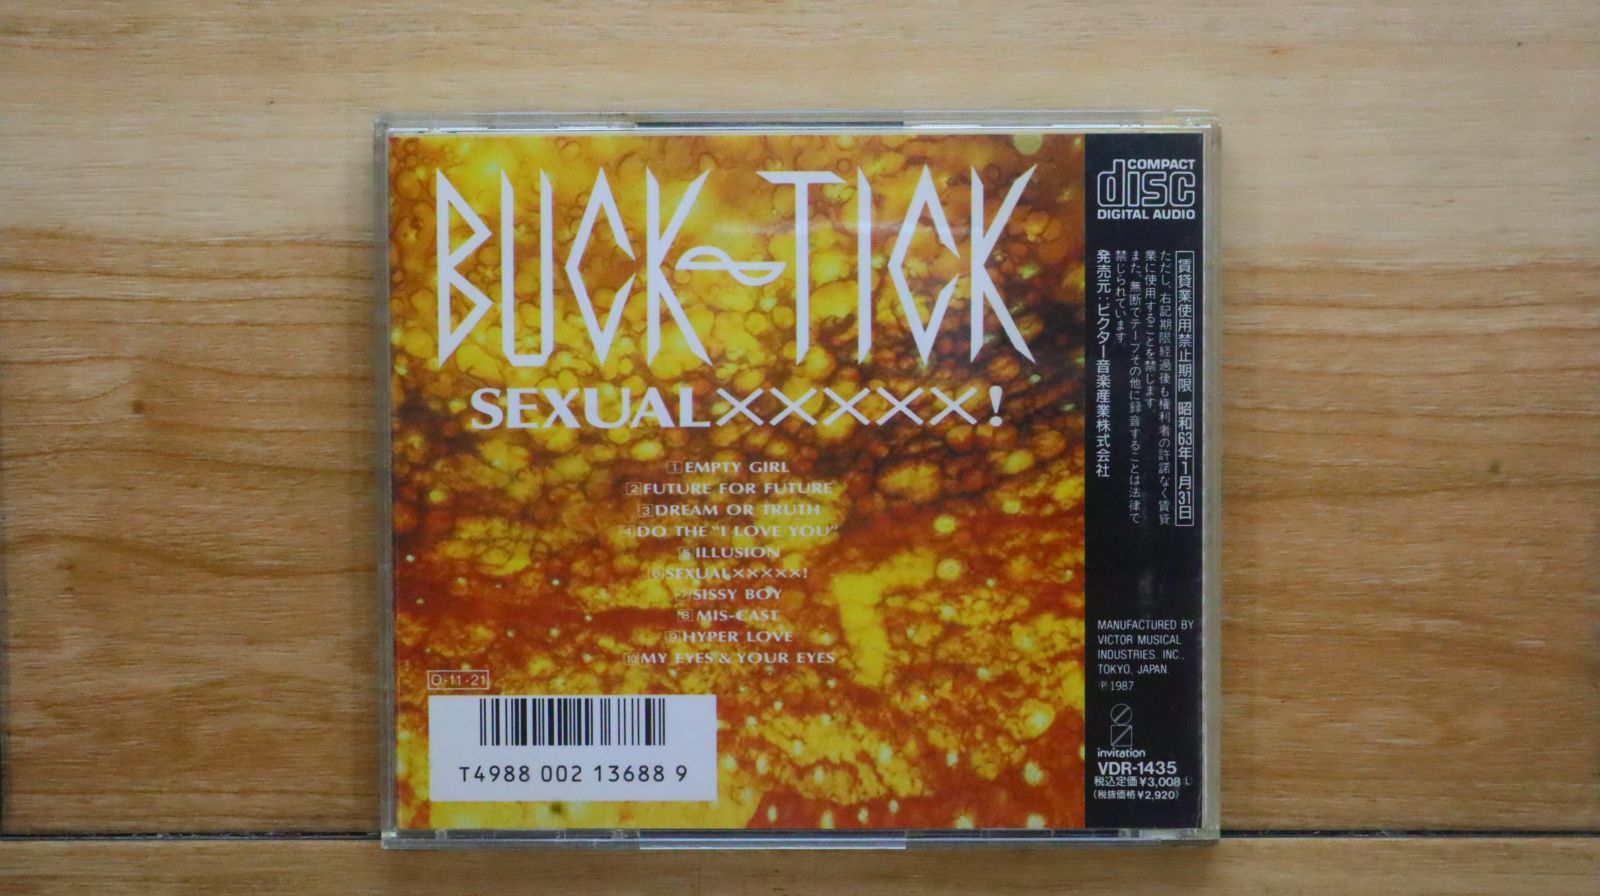 BUCK-TICK
SEXUAL×××××!
1 EMPTY GIRL
2 FUTURE FOR FUTURE
3 DREAM OR TRUTH
4 DO THE "I LOVE YOU"
5 ILLUSION
6 SEXUAL×××××!
7 SISSY BOY
8 MIS-CAST
9 HYPER LOVE
10 MY EYES & YOUR EYES
O·11·21
T4988 002 13688 9
COMPACT
disc
DIGITAL AUDIO
賃貸業使用禁止期限 昭和63年1月31日
ただし、右記期限経過後も権利者の許諾なく賃貸
業に使用することを禁じます。
また、無断でテープその他に録音することは法律で
禁じられています。
発売元:ビクター音楽産業株式会社
MANUFACTURED BY
VICTOR MUSICAL
INDUSTRIES. INC.,
TOKYO, JAPAN.
Ⓟ 1987
invitation
VDR-1435
税込定価¥3,008 Ⓛ
(税抜価格¥2,920)